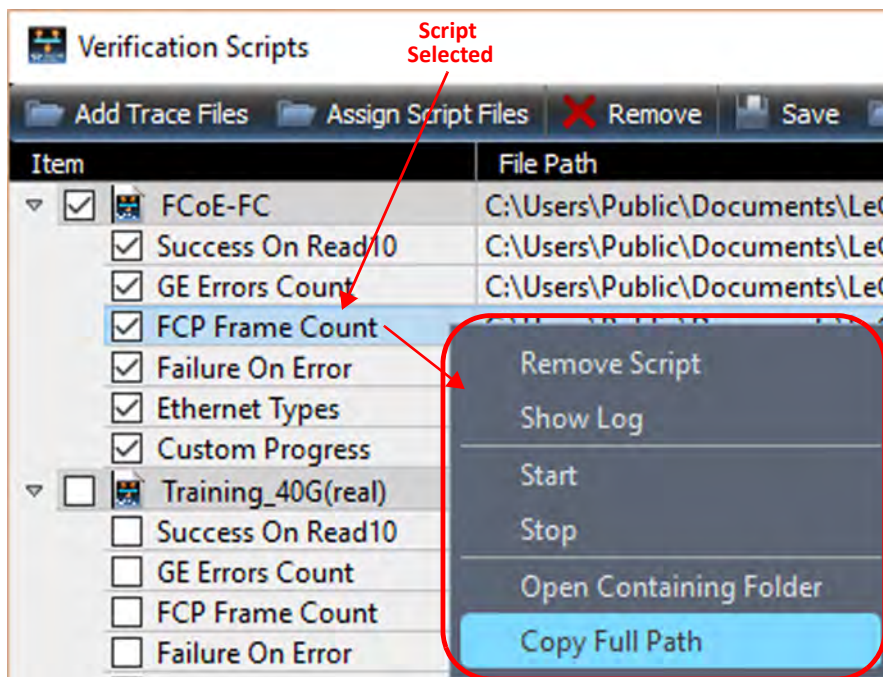 Verification Scripts
Script
Selected
Add Trace Files Assign Script Files Remove Save
Item File Path
FCoE-FC C:\Users\Public\Documents\LeC
Success On Read10 C:\Users\Public\Documents\LeC
GE Errors Count C:\Users\Public\Documents\LeC
FCP Frame Count
Failure On Error
Ethernet Types
Custom Progress
Training_40G(real)
Success On Read10
GE Errors Count
FCP Frame Count
Failure On Error
Remove Script
Show Log
Start
Stop
Open Containing Folder
Copy Full Path